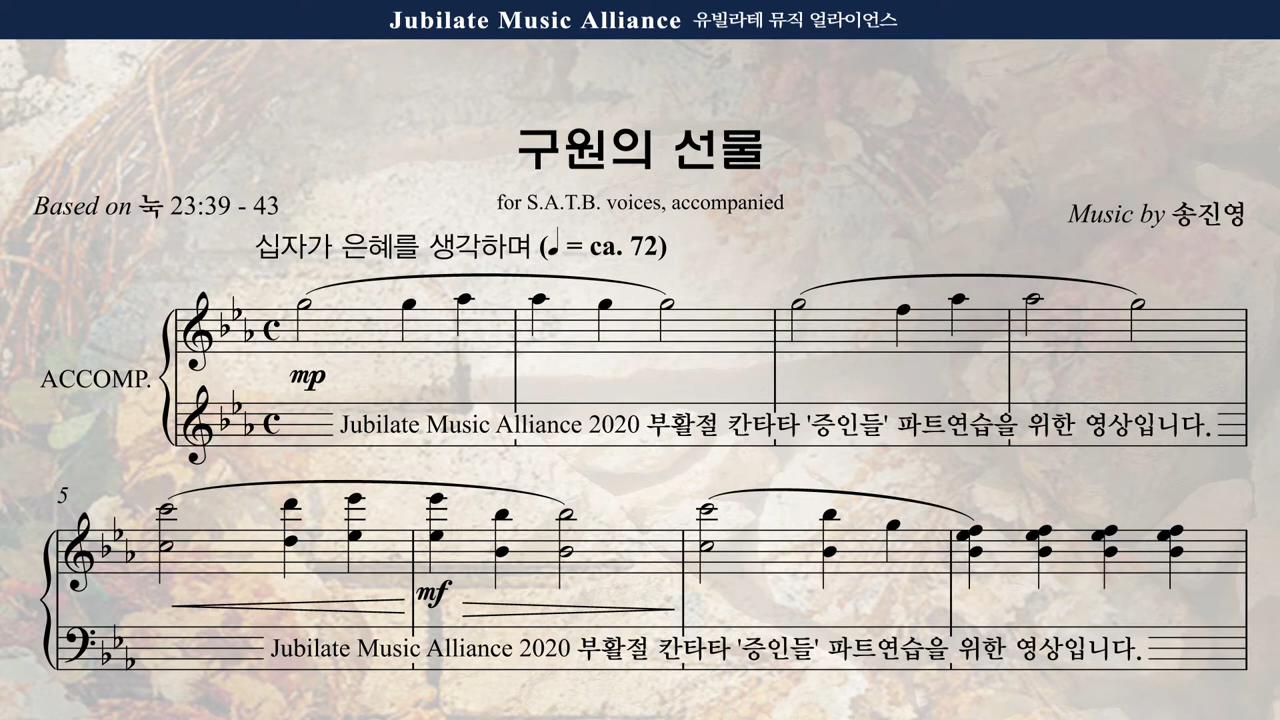 Jubilate Music Alliance 유빌라테 뮤직 얼라이언스
구원의 선물
for S.A.T.B. voices, accompanied
Based on 눅 23:39 - 43
Music by 송진영
십자가 은혜를 생각하며 (♩ = ca. 72)
ACCOMP.
mp
Jubilate Music Alliance 2020 부활절 칸타타 '증인들' 파트연습을 위한 영상입니다.
5
mf
Jubilate Music Alliance 2020 부활절 칸타타 '증인들' 파트연습을 위한 영상입니다.